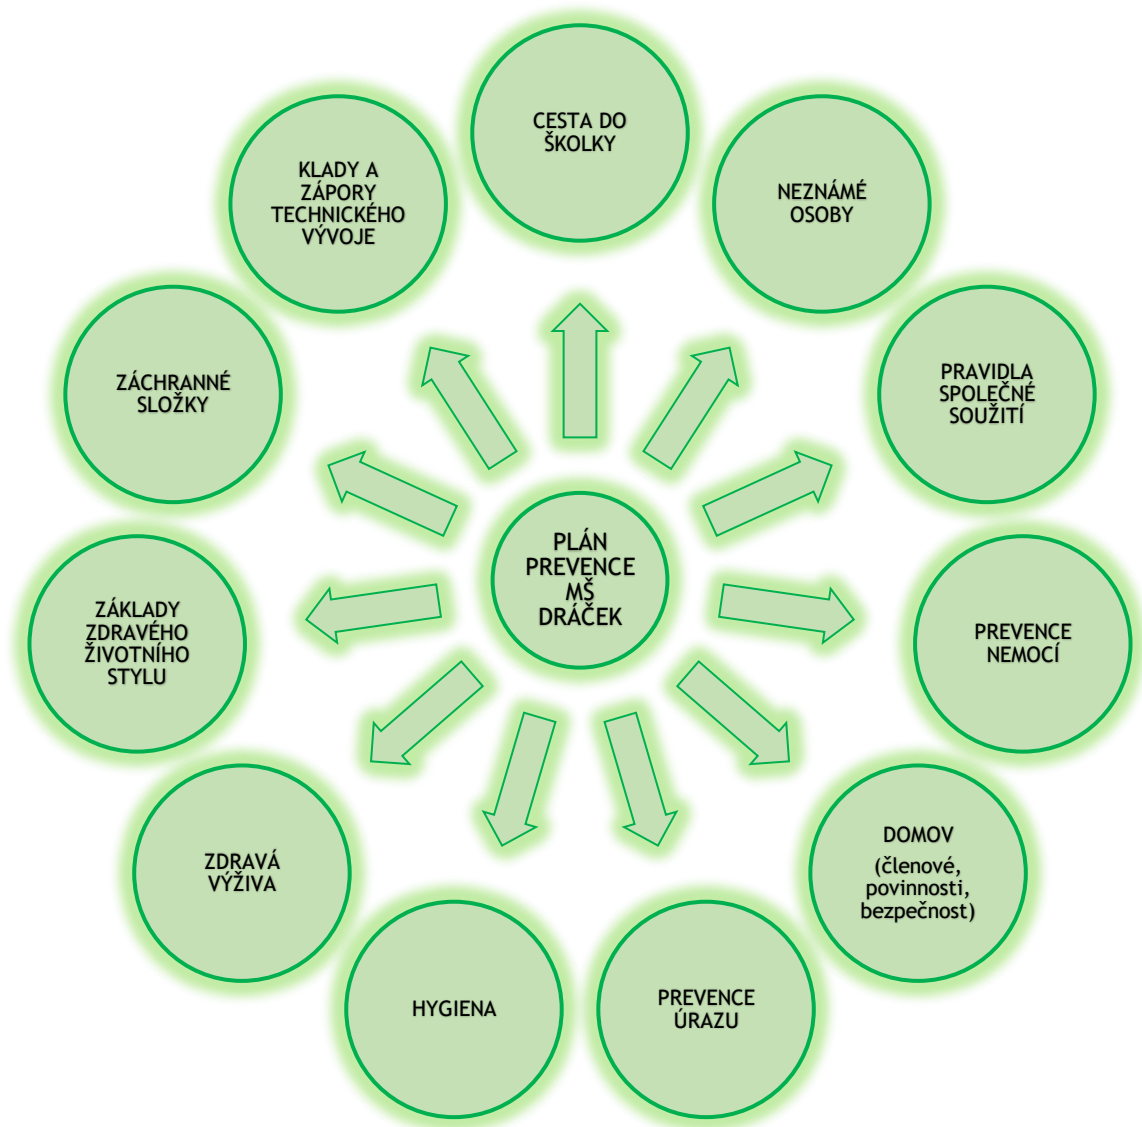 CESTA DO
ŠKOLKY
NEZNÁMÉ
OSOBY
PRAVIDLA
SPOLEČNÉ
SOUŽITÍ
PREVENCE
NEMOCÍ
DOMOV
(členové,
povinnosti,
bezpečnost)
PREVENCE
ÚRAZU
HYGIENA
ZDRAVÁ
VÝŽIVA
ZÁKLADY
ZDRAVÉHO
ŽIVOTNÍHO
STYLU
ZÁCHRANNÉ
SLOŽKY
KLADY A
ZÁPORY
TECHNICKÉHO
VÝVOJE
PLÁN
PREVENCE
MŠ
DRÁČEK